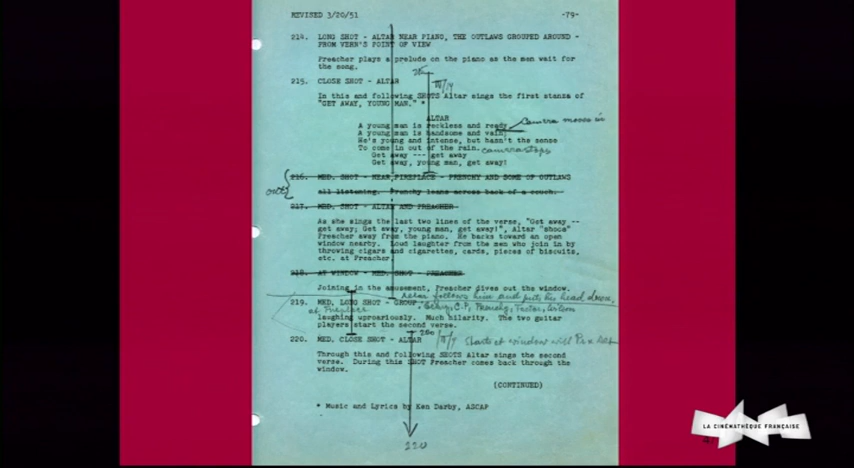 REVISED 3/20/51 -79-
214. LONG SHOT - ALTAR NEAR PIANO, THE OUTLAWS GROUPED AROUND -
FROM VERN'S POINT OF VIEW
Preacher plays a prelude on the piano as the men wait for
the song.
215. CLOSE SHOT - ALTAR
In this and following SHOTS Altar sings the first stanza of
"GET AWAY, YOUNG MAN." *
ALTAR
A young man is reckless and ready
Camera moves in
A young man is handsome and vain;
He's young and intense, but hasn't the sense
To come in out of the rain. camera stops
Get away --- get away
Get away, young man, get away!
216. MED. SHOT - NEAR FIREPLACE - FRENCHY AND SOME OF OUTLAWS
out
all listening. Frenchy leans across back of a couch.
217. MED. SHOT - ALTAR AND PREACHER
As she sings the last two lines of the verse, "Get away --
get away; Get away, young man, get away!", Altar "shoos"
Preacher away from the piano. He backs toward an open
window nearby. Loud laughter from the men who join in by
throwing cigars and cigarettes, cards, pieces of biscuits,
etc. at Preacher.
218. AT WINDOW - MED. SHOT - PREACHER
Joining in the amusement, Preacher dives out the window.
Altar follows him and puts his head down,
219. MED. LONG SHOT - GROUP
at Fireplace
laughing uproariously. Much hilarity. The two guitar
players start the second verse.
220. MED. CLOSE SHOT - ALTAR
Starts at window with
Through this and following SHOTS Altar sings the second
verse. During this SHOT Preacher comes back through the
window.
(CONTINUED)
* Music and Lyrics by Ken Darby, ASCAP
220
LA CINÉMATHÈQUE FRANÇAISE